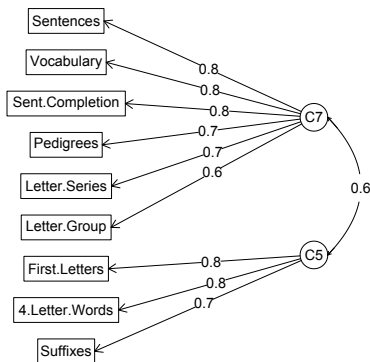 Sentences
Vocabulary
Sent.Completion
Pedigrees
Letter.Series
Letter.Group
First.Letters
4.Letter.Words
Suffixes
0.8
0.8
0.8
0.7
0.7
0.6
0.8
0.8
0.7
C7
C5
0.6